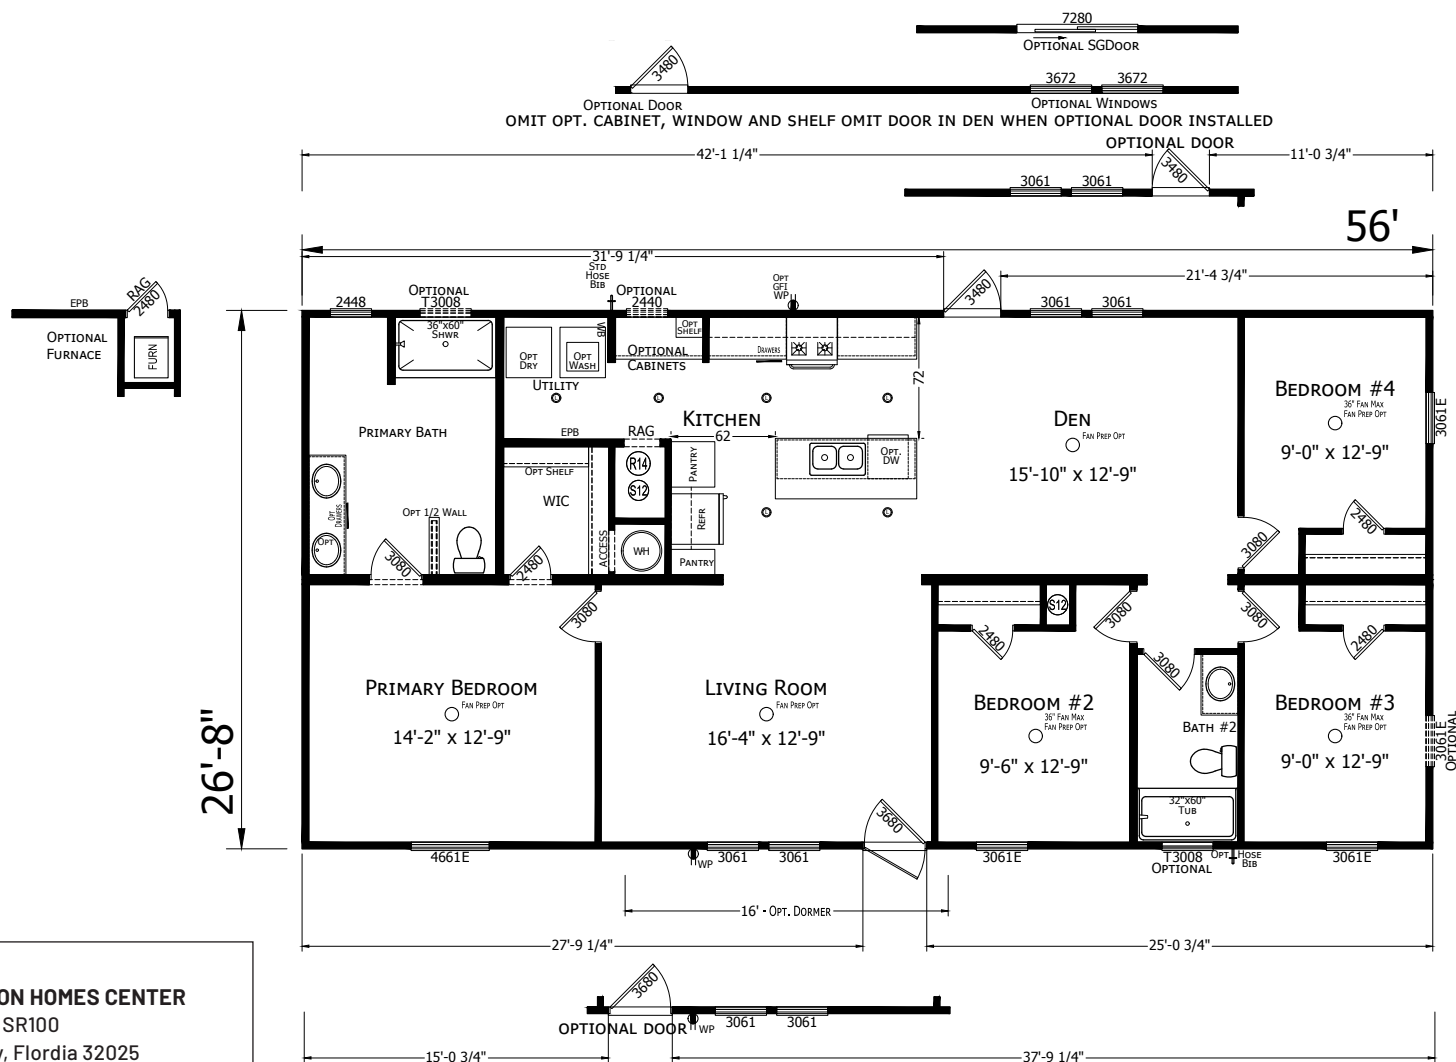 7280
OPTIONAL SGDOOR
3480
3672 3672
OPTIONAL DOOR
OPTIONAL WINDOWS
OMIT OPT. CABINET, WINDOW AND SHELF OMIT DOOR IN DEN WHEN OPTIONAL DOOR INSTALLED
OPTIONAL DOOR
42'-1 1/4"
11'-0 3/4"
3480
3061 3061
56'
31'-9 1/4"
21'-4 3/4"
STD
HOSE
BIB
OPT
GFI
WP
RAG
2480
EPB
OPTIONAL
FURNACE
FURN
2448
OPTIONAL
T3008
OPTIONAL
2440
3480
3061 3061
36"x60"
SHWR
WB
OPT
SHELF
OPT
DRY
OPT
WASH
OPTIONAL
CABINETS
DRAWERS
UTILITY
72
BEDROOM #4
36" FAN MAX
FAN PREP OPT
9'-0" x 12'-9"
3061E
PRIMARY BATH
EPB
RAG
KITCHEN
62
DEN
FAN PREP OPT
15'-10" x 12'-9"
OPT SHELF
R14
S12
PANTRY
OPT.
DW
WIC
REFR
OPT
DRAWERS
OPT 1/2 WALL
OPT
3080
2480
ACCESS
WH
PANTRY
2480
3080
3080
S12
3080
3080
2480
2480
3080
PRIMARY BEDROOM
FAN PREP OPT
14'-2" x 12'-9"
LIVING ROOM
FAN PREP OPT
16'-4" x 12'-9"
BEDROOM #2
36" FAN MAX
FAN PREP OPT
9'-6" x 12'-9"
BATH #2
BEDROOM #3
36" FAN MAX
FAN PREP OPT
9'-0" x 12'-9"
3061E
OPTIONAL
26'-8"
32"x60"
TUB
3680
4661E
WP
3061 3061
3061E
T3008
OPTIONAL
OPT HOSE
BIB
3061E
16' - OPT. DORMER
27'-9 1/4"
25'-0 3/4"
3680
OPTIONAL DOOR
WP
3061 3061
15'-0 3/4"
37'-9 1/4"
ON HOMES CENTER
SR100
, Flordia 32025